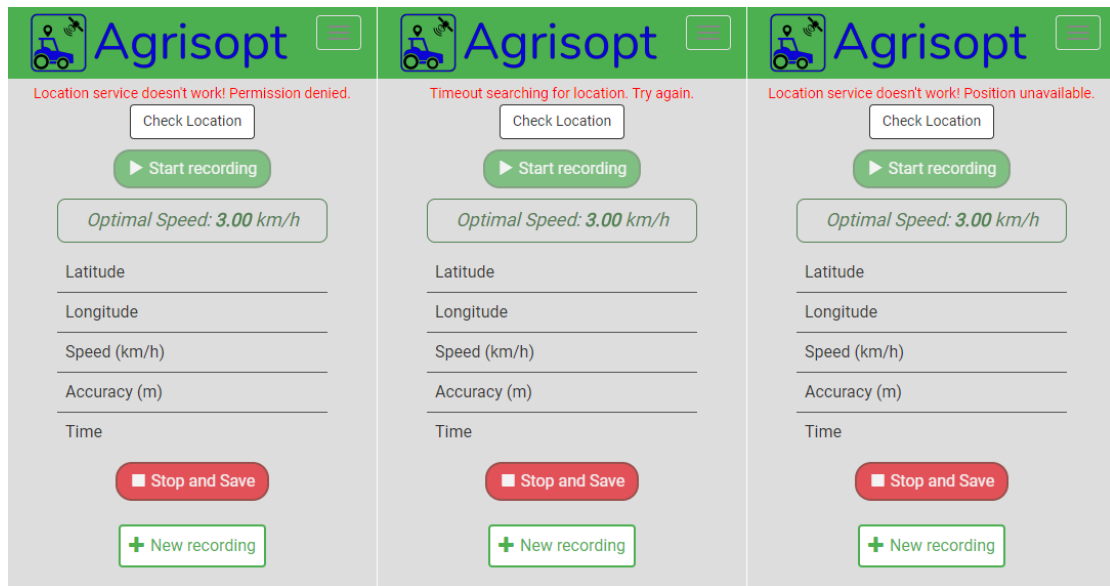 Agrisopt
Location service doesn't work! Permission denied.
Check Location
Start recording
Optimal Speed: 3.00 km/h
Latitude
Longitude
Speed (km/h)
Accuracy (m)
Time
Stop and Save
New recording
Agrisopt
Timeout searching for location. Try again.
Check Location
Start recording
Optimal Speed: 3.00 km/h
Latitude
Longitude
Speed (km/h)
Accuracy (m)
Time
Stop and Save
New recording
Agrisopt
Location service doesn't work! Position unavailable.
Check Location
Start recording
Optimal Speed: 3.00 km/h
Latitude
Longitude
Speed (km/h)
Accuracy (m)
Time
Stop and Save
New recording